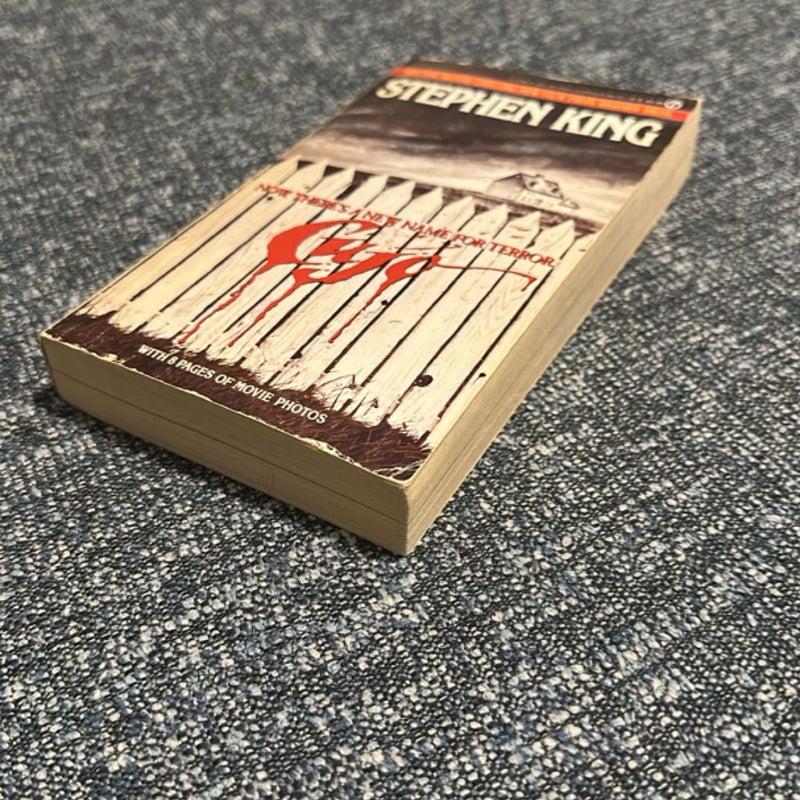 STEPHEN KING
NOW THERE'S A NEW NAME FOR TERROR
Cujo
WITH 8 PAGES OF MOVIE PHOTOS